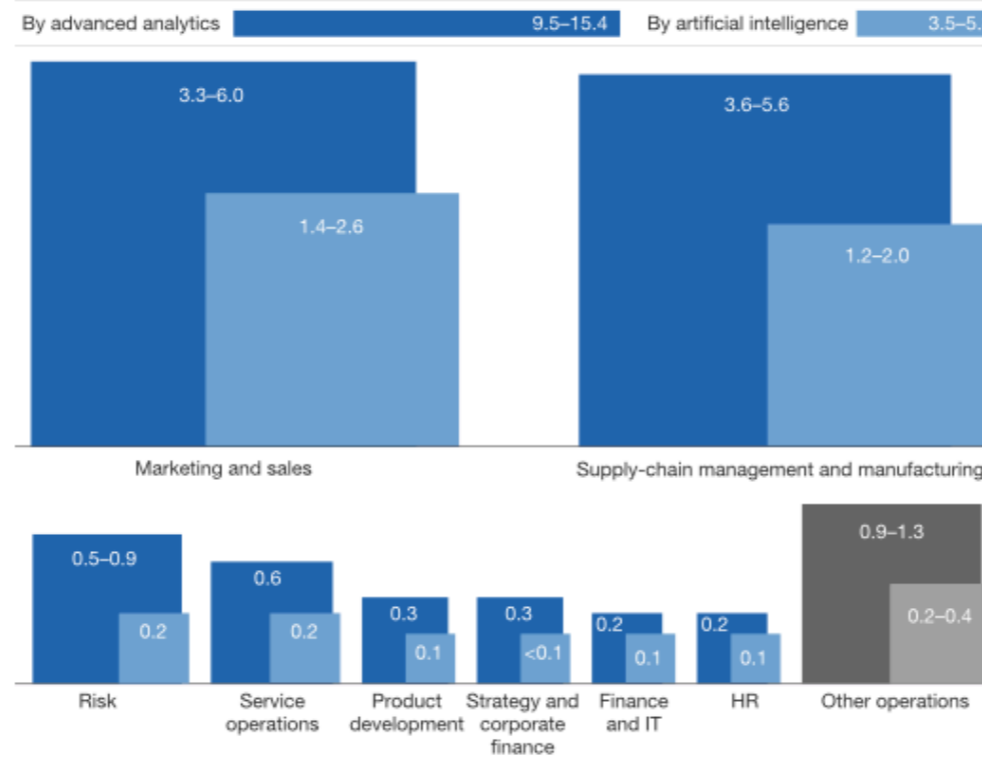 By advanced analytics 9.5–15.4 By artificial intelligence 3.5–5.
3.3–6.0
3.6–5.6
1.4–2.6
1.2–2.0
Marketing and sales
Supply-chain management and manufacturing
0.5–0.9
0.2
0.6
0.2
0.3
0.1
0.3
<0.1
0.2
0.1
0.2
0.1
0.9–1.3
0.2–0.4
Risk
Service
operations
Product
development
Strategy and
corporate
finance
Finance
and IT
HR
Other operations